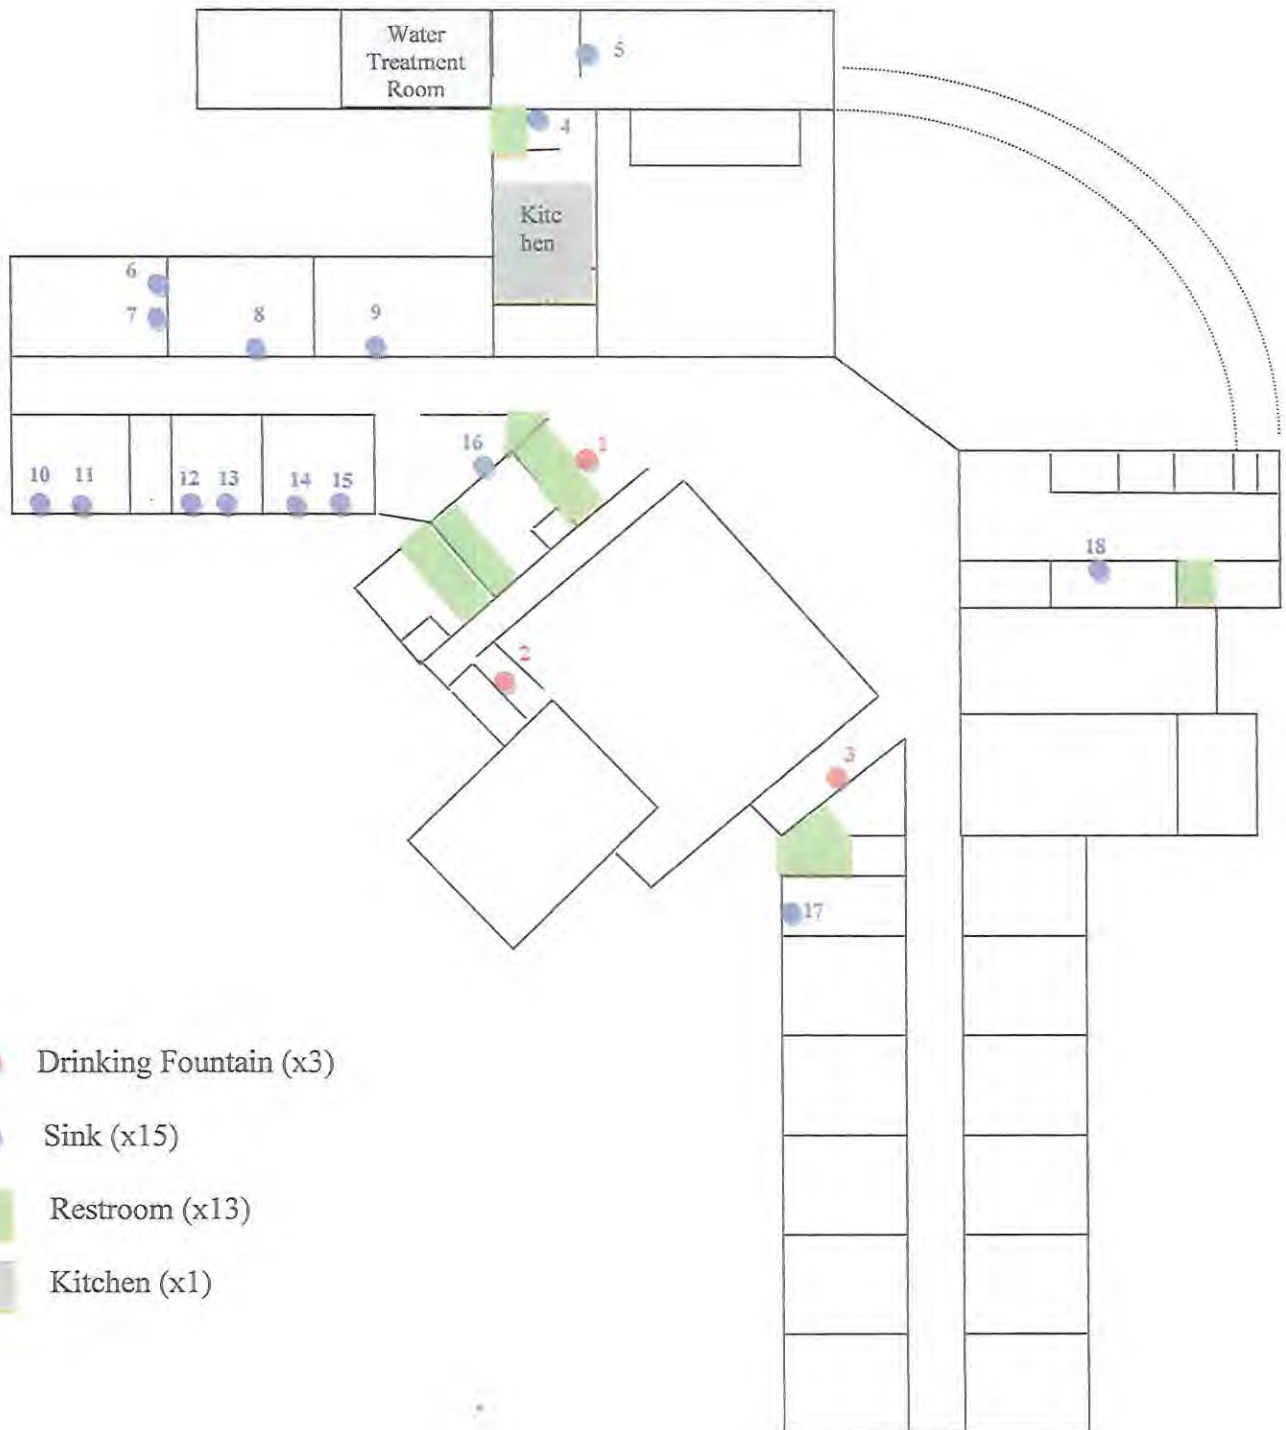 Water
Treatment
Room
5
4
Kitc
hen
6
7
8
9
16
1
10
11
12
13
14
15
18
2
3
17
Drinking Fountain (x3)
Sink (x15)
Restroom (x13)
Kitchen (x1)